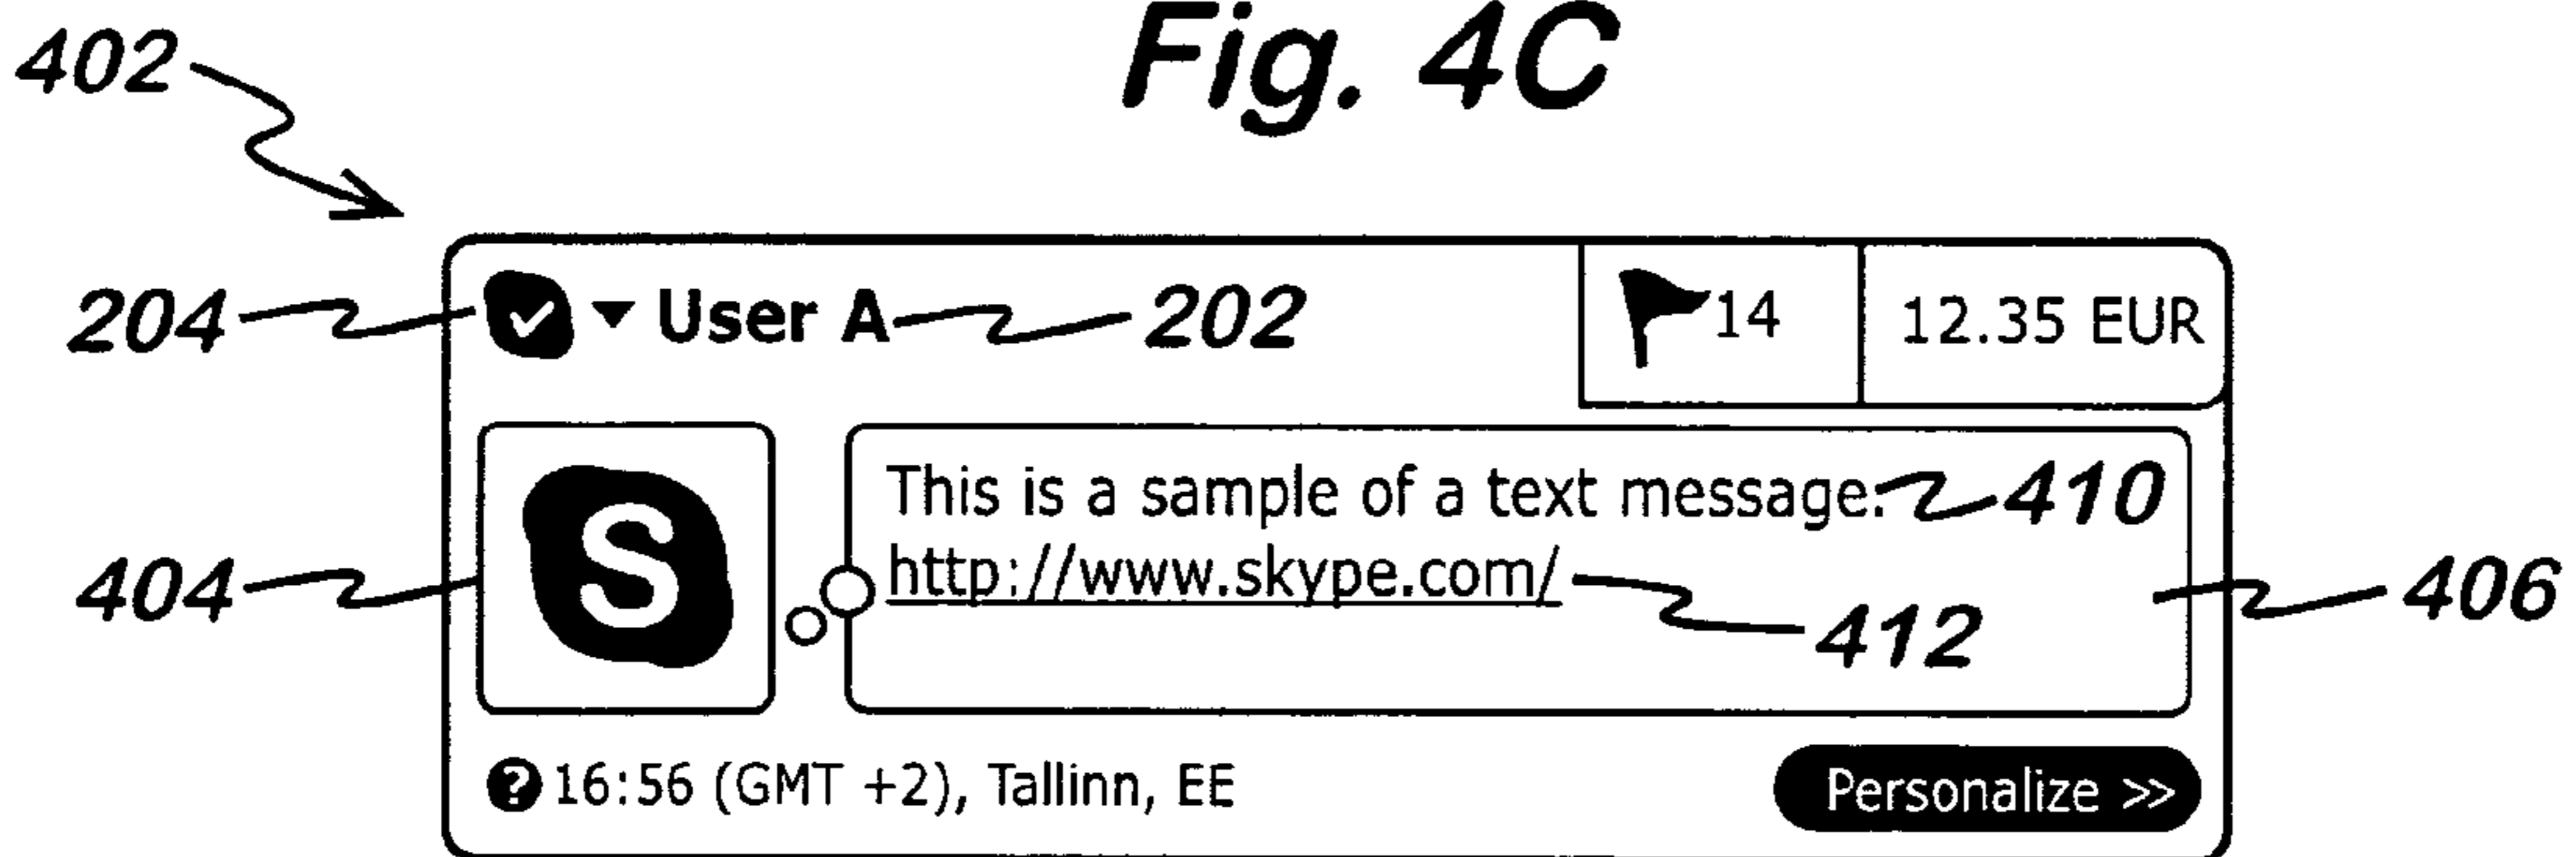 Fig. 4C
402
204 User A 202 14 12.35 EUR
This is a sample of a text message. 410
http://www.skype.com/
404 S 412 406
? 16:56 (GMT +2), Tallinn, EE Personalize >>